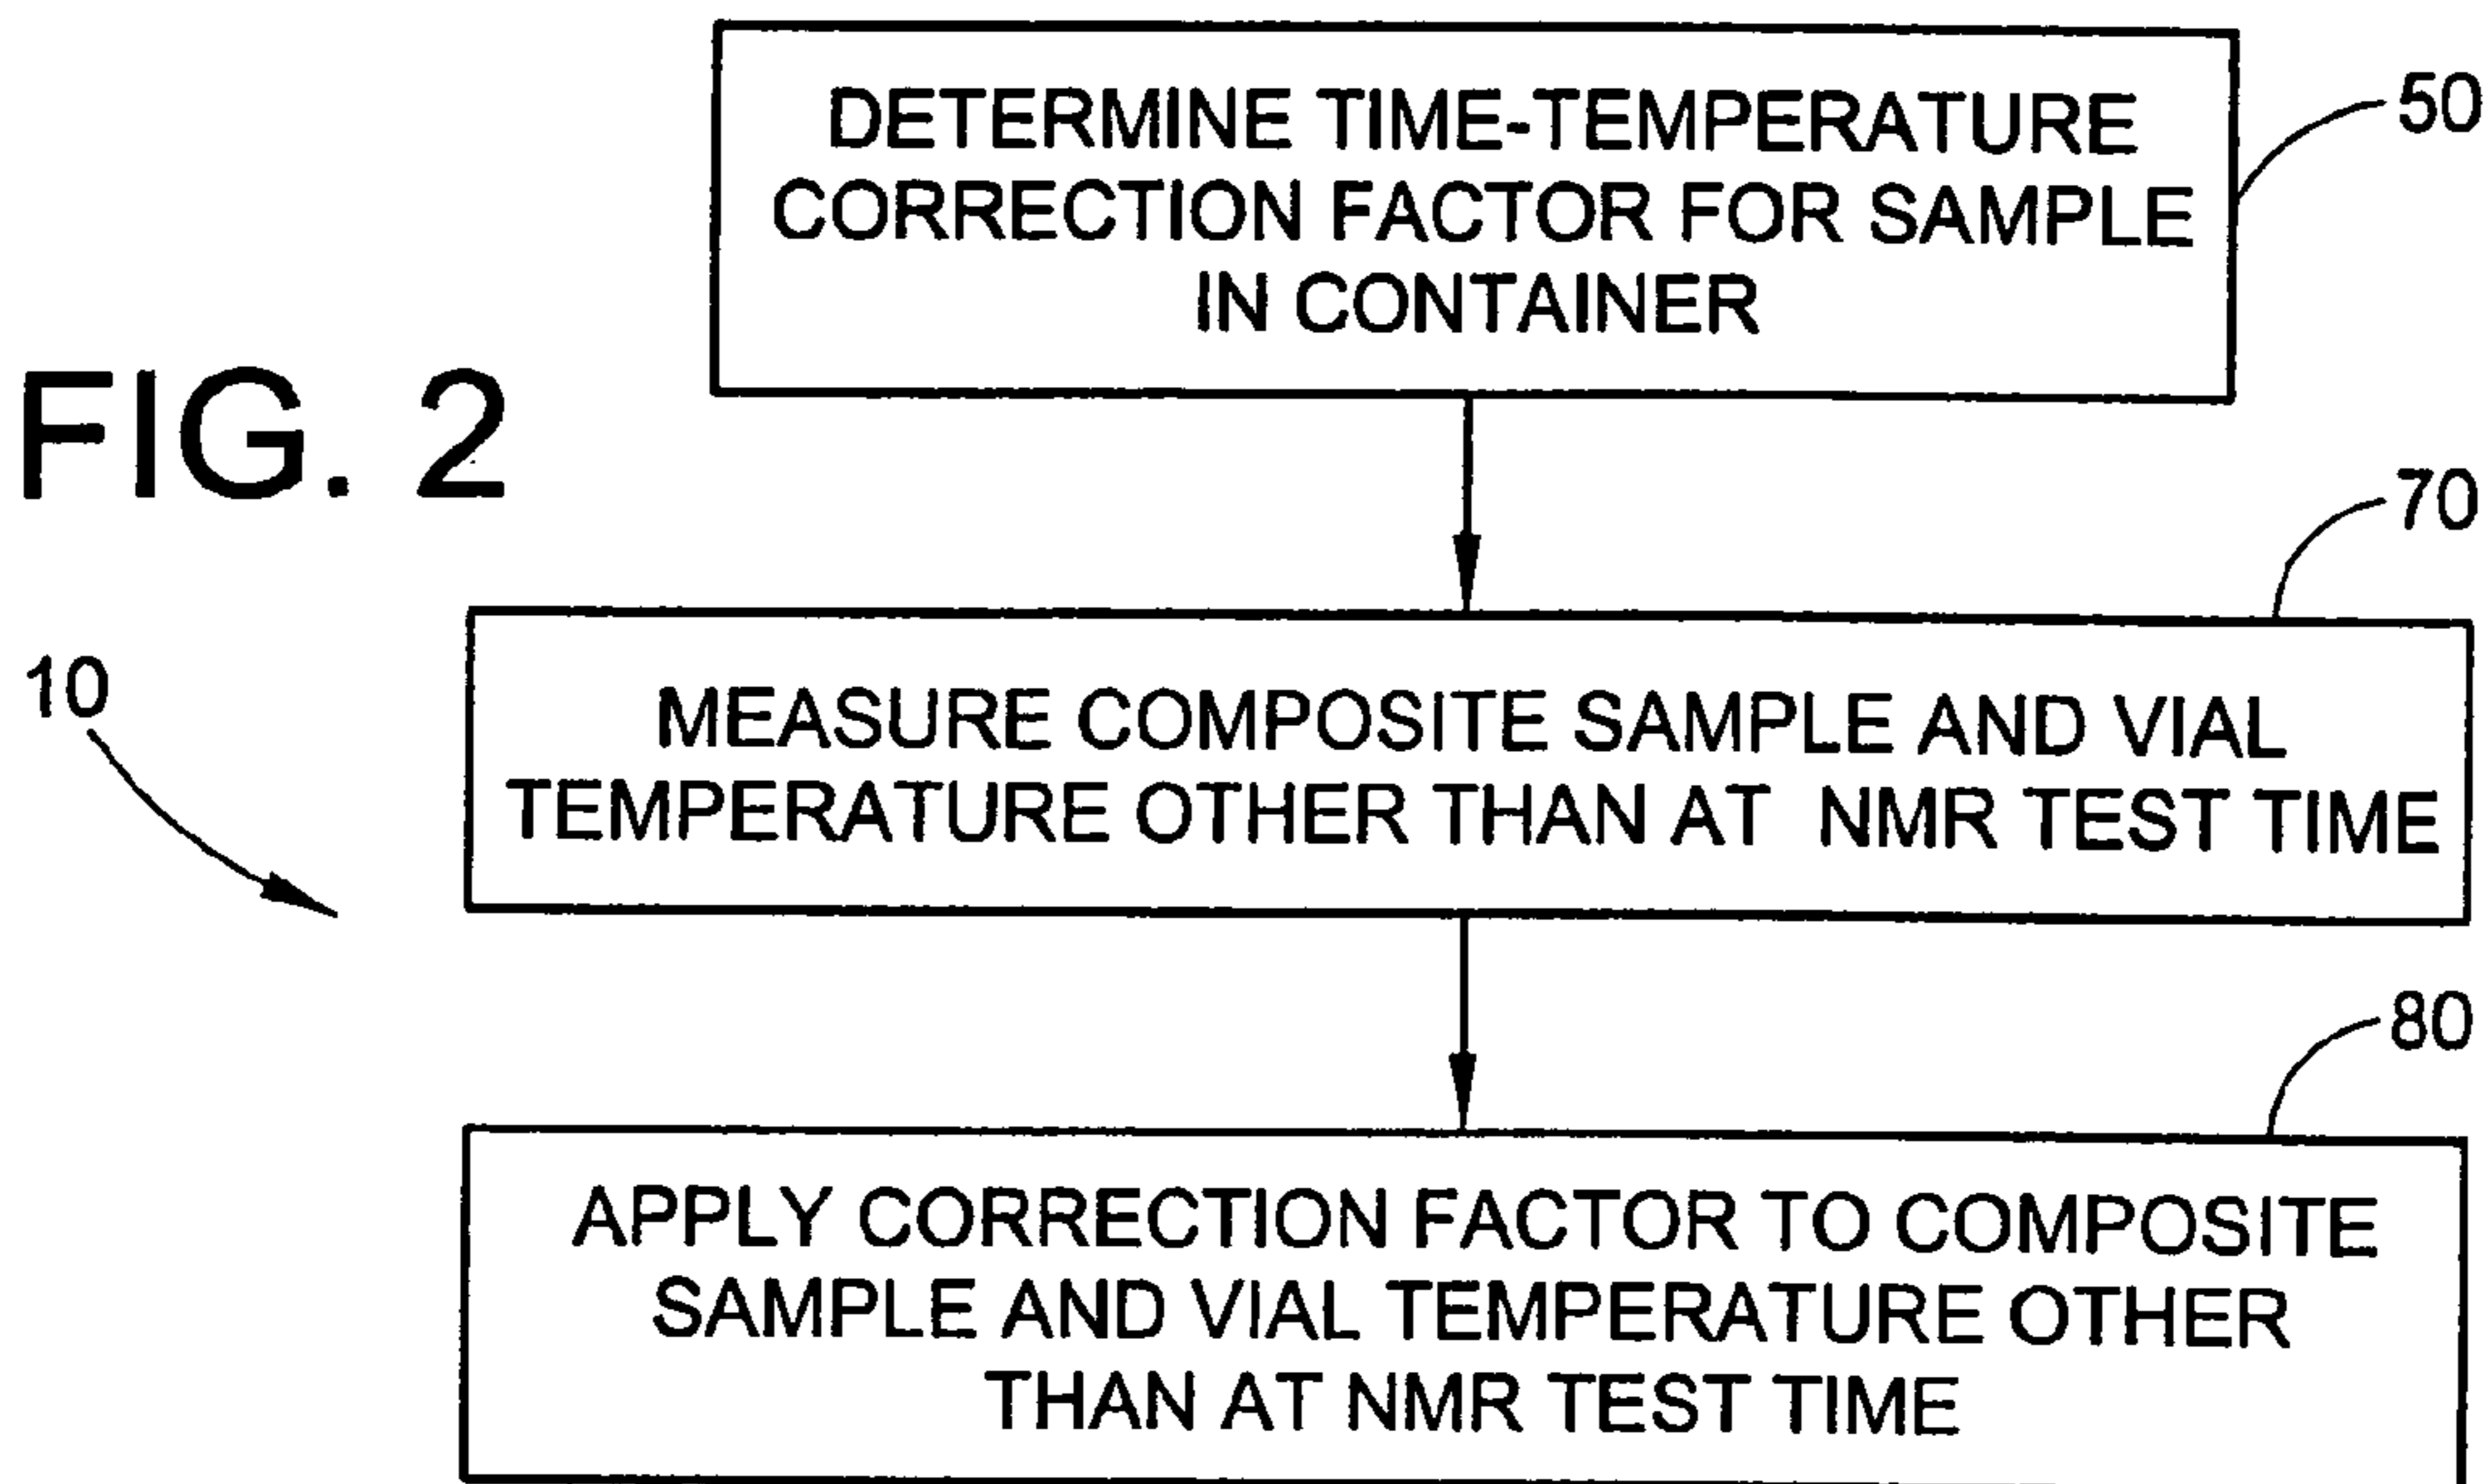 DETERMINE TIME-TEMPERATURE
CORRECTION FACTOR FOR SAMPLE
IN CONTAINER
50
FIG. 2
70
10
MEASURE COMPOSITE SAMPLE AND VIAL
TEMPERATURE OTHER THAN AT NMR TEST TIME
80
APPLY CORRECTION FACTOR TO COMPOSITE
SAMPLE AND VIAL TEMPERATURE OTHER
THAN AT NMR TEST TIME